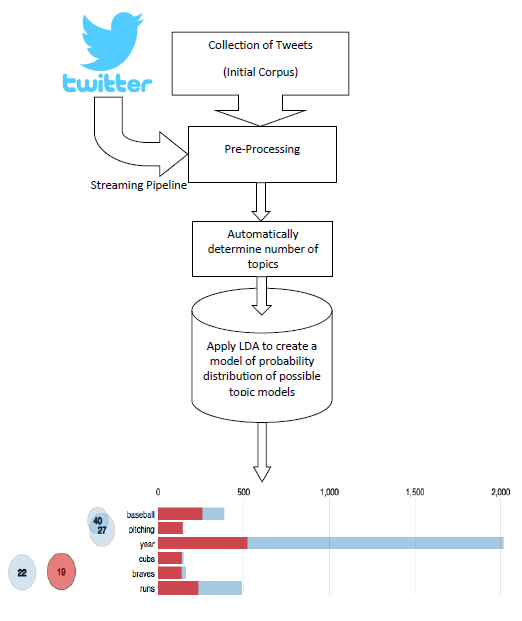 twitter
Collection of Tweets
(Initial Corpus)
Pre-Processing
Streaming Pipeline
Automatically
determine number of
topics
Apply LDA to create a
model of probability
distribution of possible
topic models
0 500 1,000 1,500 2,000
baseball
pitching
year
cubs
braves
runs
40
27
22
19